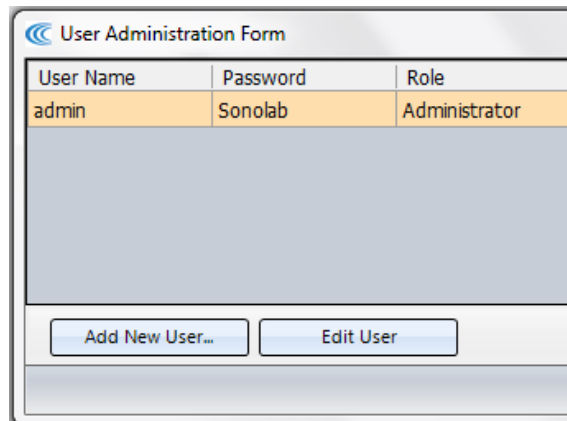 User Administration Form
User Name Password Role
admin Sonolab Administrator
Add New User... Edit User